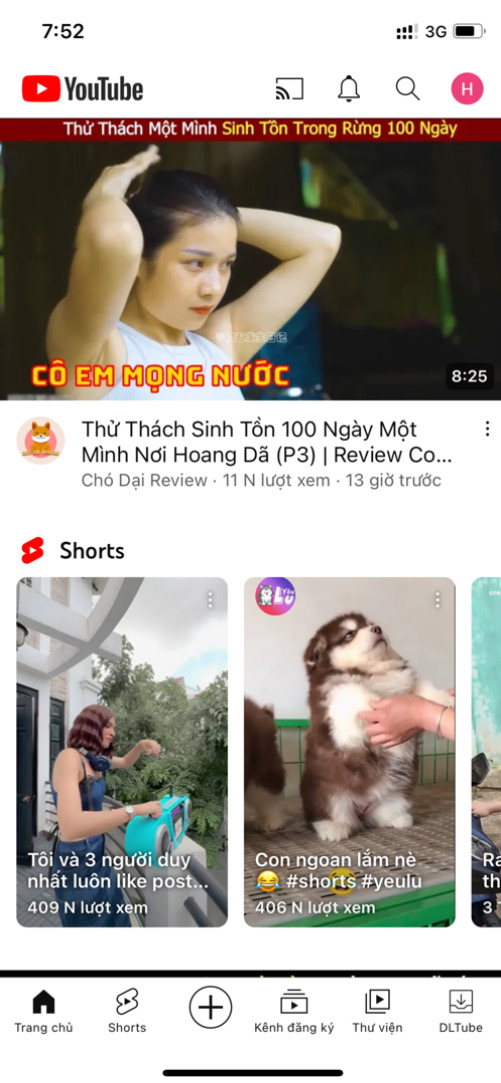 7:52
3G
YouTube
H
Thử Thách Một Mình Sinh Tồn Trong Rừng 100 Ngày
CÔ EM MỌNG NƯỚC
8:25
Thử Thách Sinh Tồn 100 Ngày Một
Mình Nơi Hoang Dã (P3) | Review Co...
Chó Dại Review · 11 N lượt xem · 13 giờ trước
Shorts
Yêu
LU
Tôi và 3 người duy
nhất luôn like post...
409 N lượt xem
Con ngoan lắm nè
😂 #shorts #yeulu
406 N lượt xem
Ra
th
3
Trang chủ
Shorts
Kênh đăng ký
Thư viện
DLTube